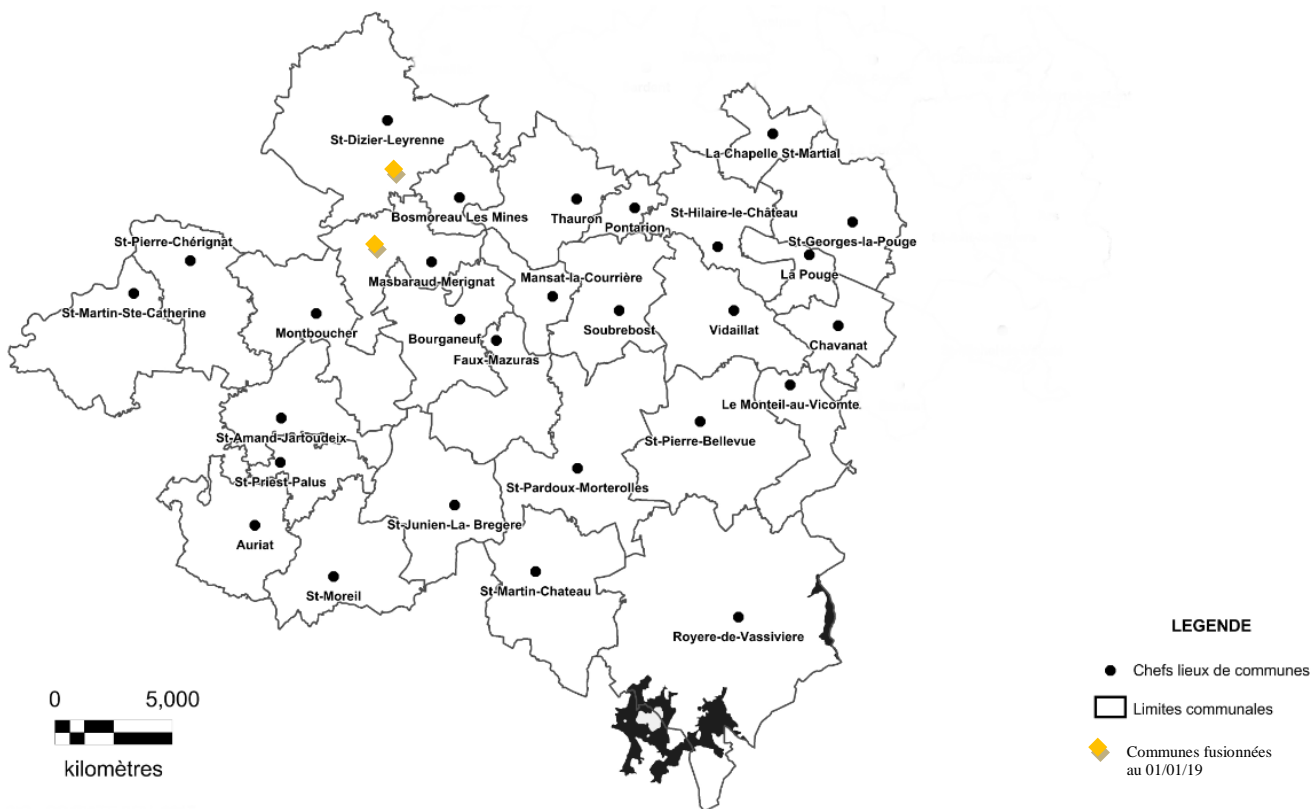 St-Dizier-Leyrenne
La Chapelle St-Martial
Bosmoreau Les Mines
Thauron
Pontarion
St-Hilaire-le-Château
St-Georges-la-Pouge
St-Pierre-Chérignat
La Pouge
Masbaraud-Merignat
Mansat-la-Courrière
St-Martin-Ste-Catherine
Montboucher
Bourganeuf
Soubrebost
Vidaillat
Chavanat
Faux-Mazuras
Le Monteil-au-Vicomte
St-Amand-Jartoudeix
St-Pierre-Bellevue
St-Priest-Palus
St-Pardoux-Morterolles
St-Junien-La- Bregere
Auriat
St-Moreil
St-Martin-Chateau
Royere-de-Vassiviere
LEGENDE
Chefs lieux de communes
Limites communales
Communes fusionnées
au 01/01/19
0 5,000
kilomètres